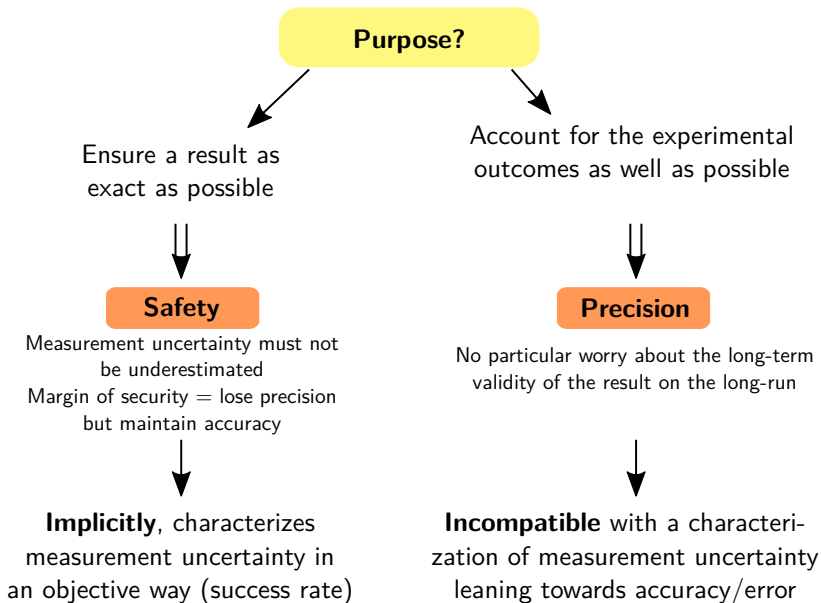 Purpose?
Ensure a result as
exact as possible
Safety
Measurement uncertainty must not
be underestimated
Margin of security = lose precision
but maintain accuracy
Implicitly, characterizes
measurement uncertainty in
an objective way (success rate)
Account for the experimental
outcomes as well as possible
Precision
No particular worry about the long-term
validity of the result on the long-run
Incompatible with a characteri-
zation of measurement uncertainty
leaning towards accuracy/error